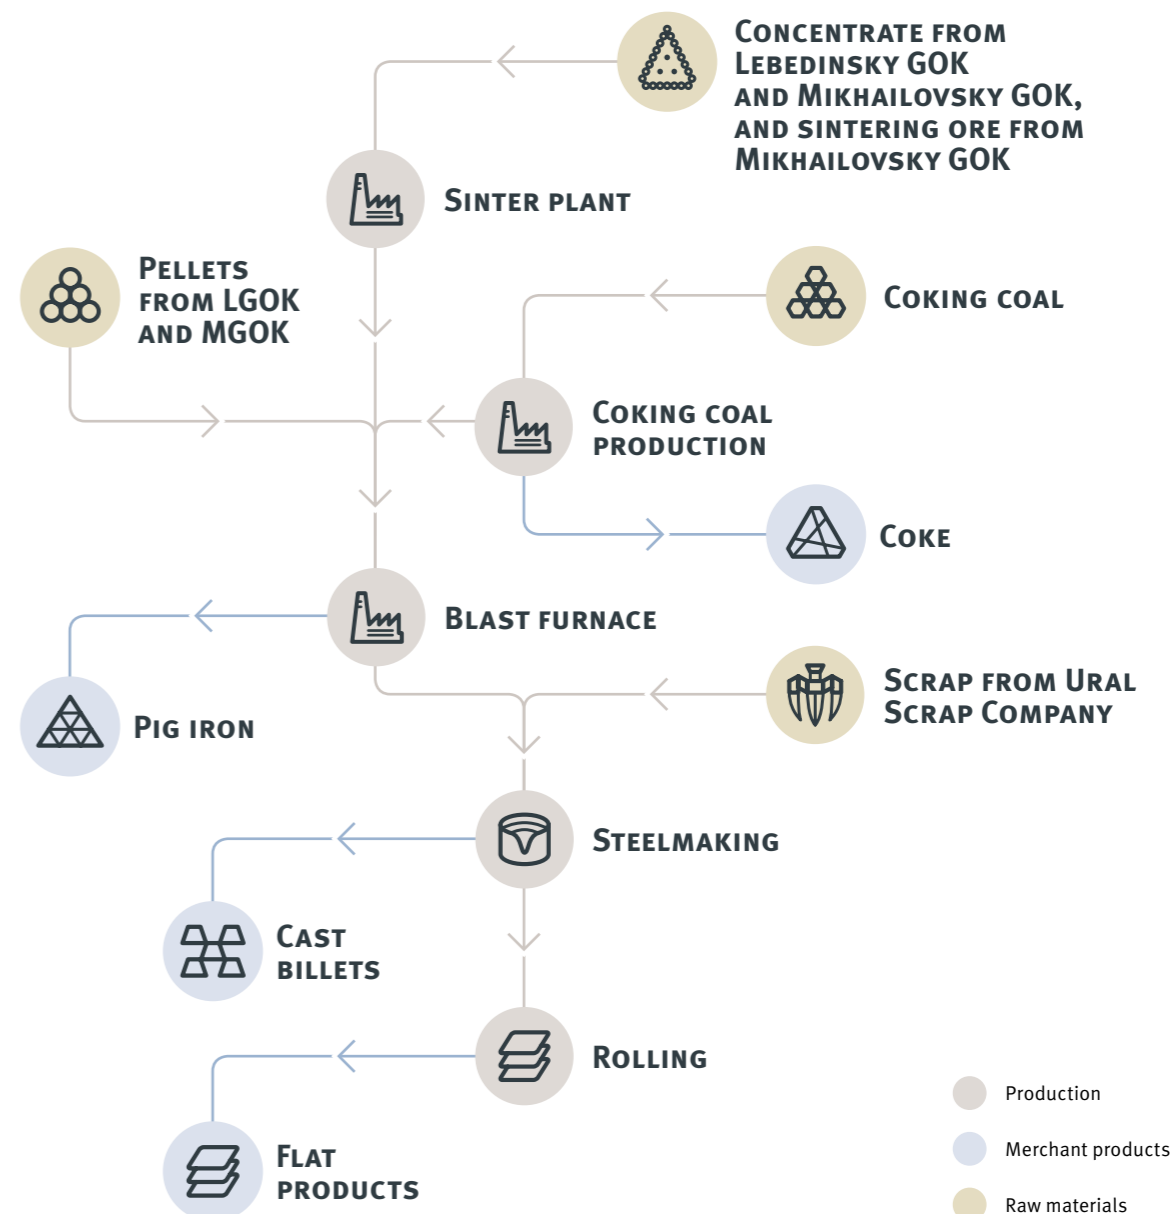 Concentrate from
Lebedinsky GOK
and Mikhailovsky GOK,
and sintering ore from
Mikhailovsky GOK
Sinter plant
Pellets
from LGOK
and MGOK
Coking coal
Coking coal
production
Coke
Blast furnace
Scrap from Ural
Scrap Company
Pig iron
Steelmaking
Cast
billets
Rolling
Flat
products
Production
Merchant products
Raw materials